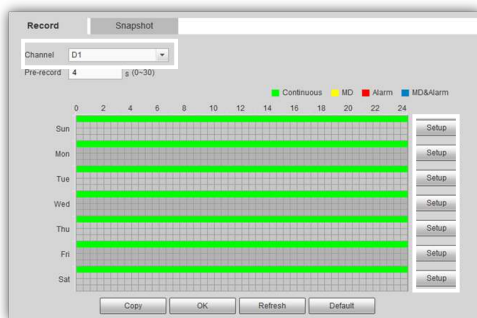 Record Snapshot
Channel D1
Pre-record 4 s (0~30)
Continuous MD Alarm MD&Alarm
0 2 4 6 8 10 12 14 16 18 20 22 24
Sun Setup
Mon Setup
Tue Setup
Wed Setup
Thu Setup
Fri Setup
Sat Setup
Copy OK Refresh Default